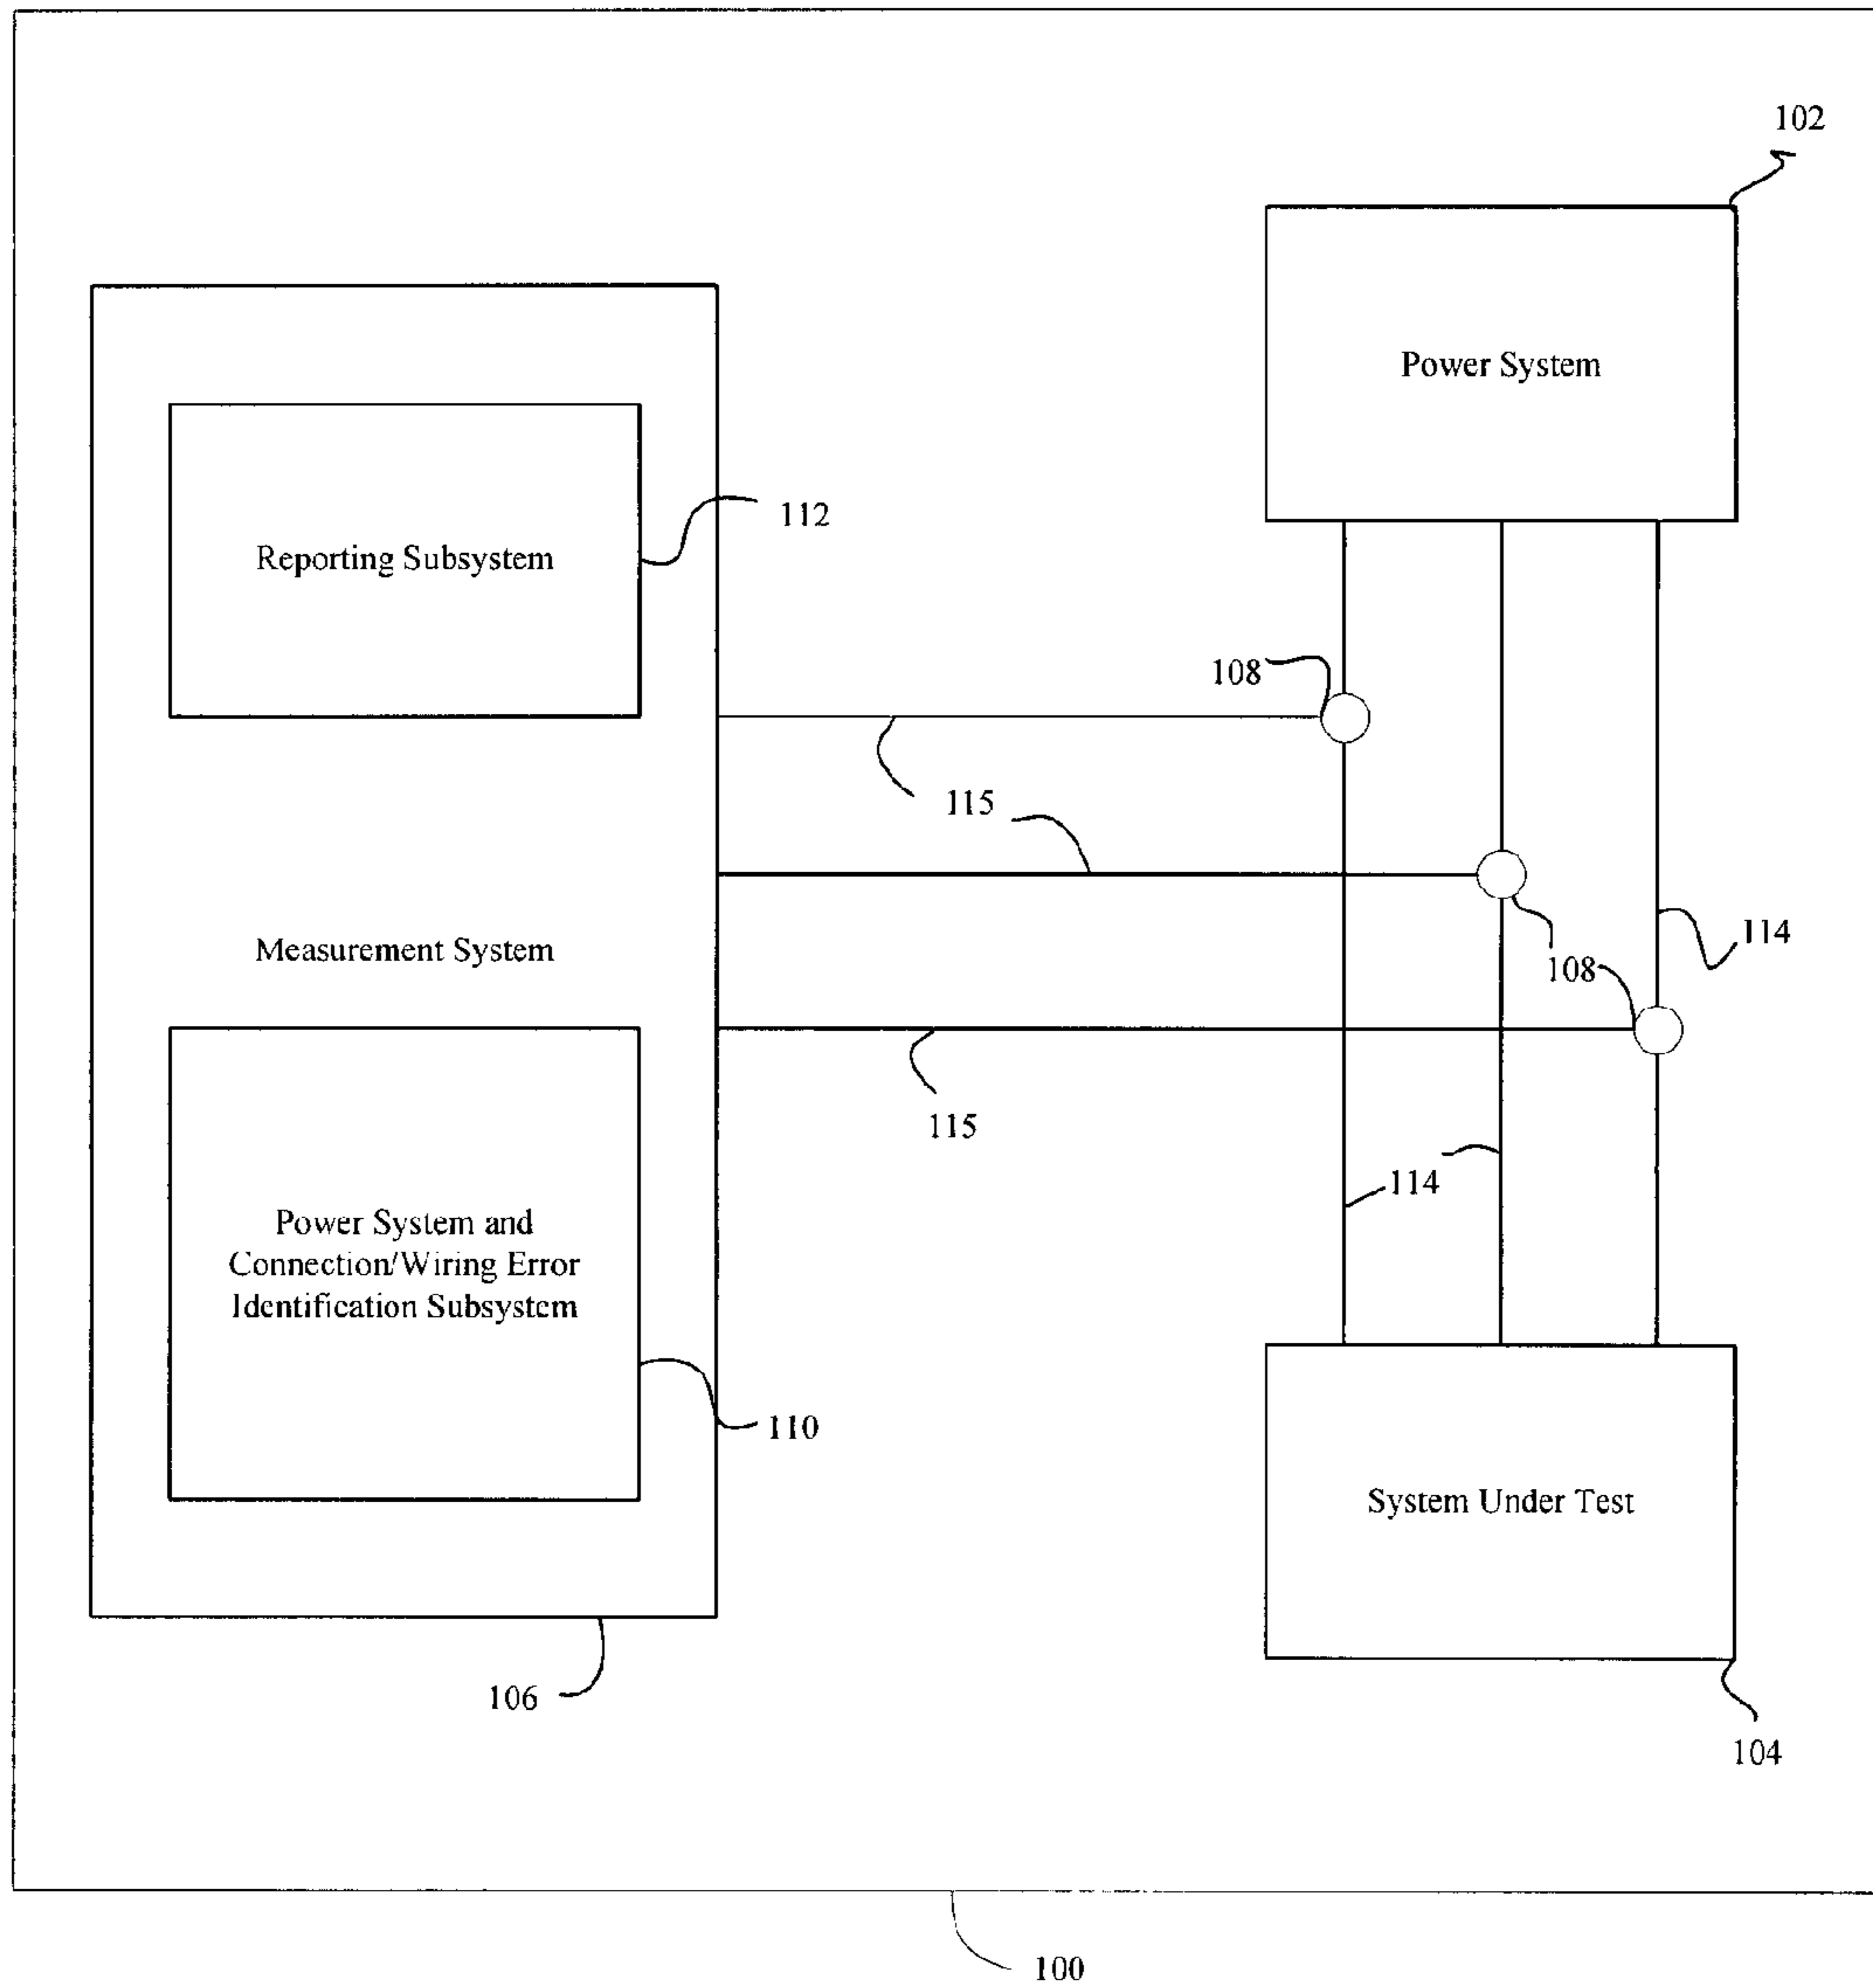 102
Power System
112
Reporting Subsystem
108
115
Measurement System
114
108
115
114
Power System and
Connection/Wiring Error
Identification Subsystem
110
System Under Test
106
104
100